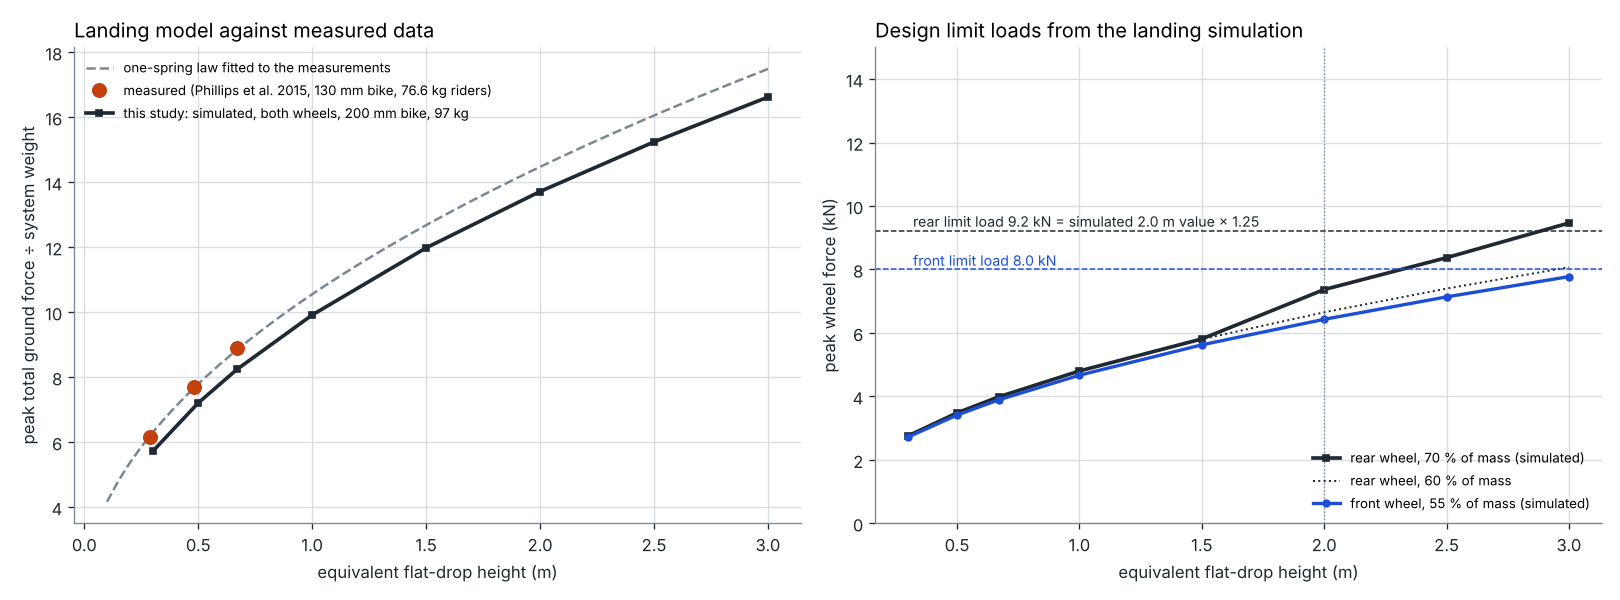 Landing model against measured data
18
16
14
12
10
8
6
4
peak total ground force ÷ system weight
one-spring law fitted to the measurements
measured (Phillips et al. 2015, 130 mm bike, 76.6 kg riders)
this study: simulated, both wheels, 200 mm bike, 97 kg
0.0
0.5
1.0
1.5
2.0
2.5
3.0
equivalent flat-drop height (m)
Design limit loads from the landing simulation
14
12
10
8
6
4
2
0
peak wheel force (kN)
rear limit load 9.2 kN = simulated 2.0 m value × 1.25
front limit load 8.0 kN
rear wheel, 70 % of mass (simulated)
rear wheel, 60 % of mass
front wheel, 55 % of mass (simulated)
0.5
1.0
1.5
2.0
2.5
3.0
equivalent flat-drop height (m)